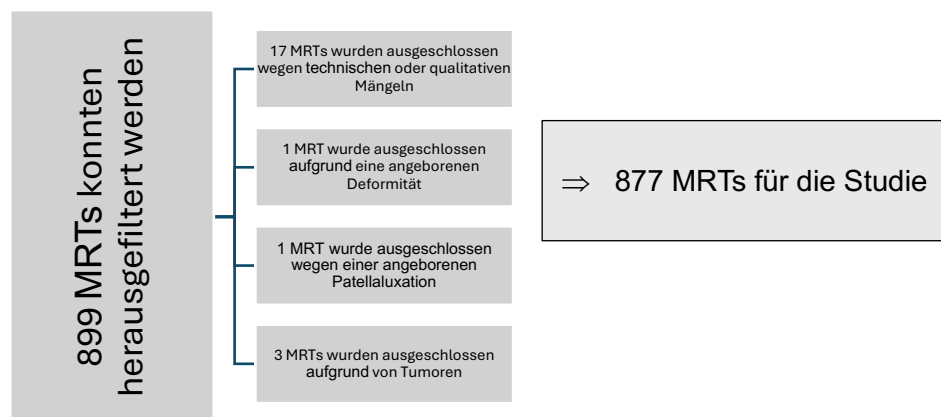 899 MRTs konnten
herausgefiltert werden
17 MRTs wurden ausgeschlossen
wegen technischen oder qualitativen
Mängeln
1 MRT wurde ausgeschlossen
aufgrund eine angeborenen
Deformität
1 MRT wurde ausgeschlossen
wegen einer angeborenen
Patellaluxation
3 MRTs wurden ausgeschlossen
aufgrund von Tumoren
⇒ 877 MRTs für die Studie